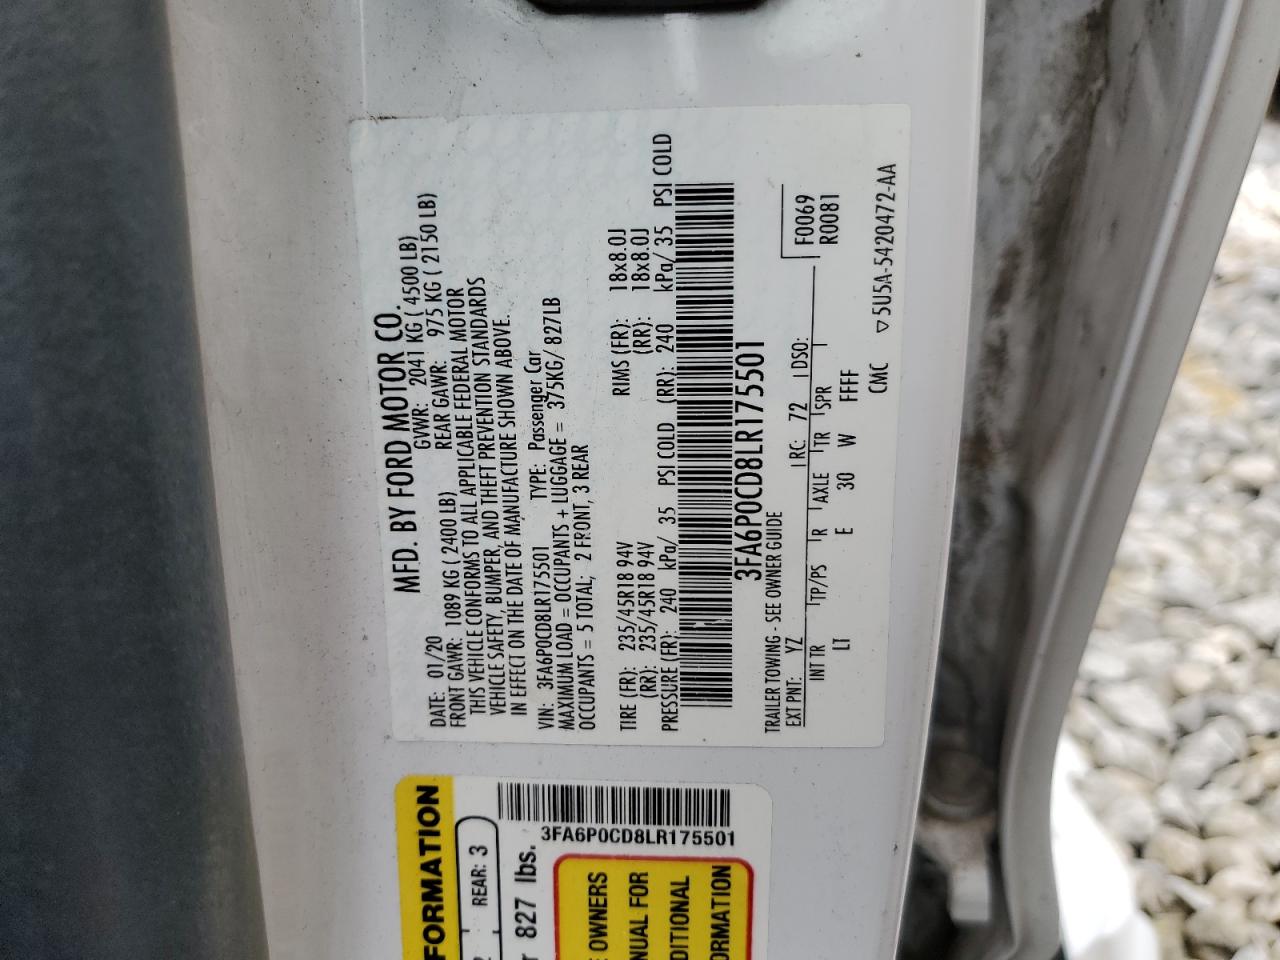 MFD. BY FORD MOTOR CO.
DATE: 01/20 GVWR: 2041 KG ( 4500 LB)
FRONT GAWR: 1089 KG ( 2400 LB) REAR GAWR: 975 KG ( 2150 LB)
THIS VEHICLE CONFORMS TO ALL APPLICABLE FEDERAL MOTOR
VEHICLE SAFETY, BUMPER, AND THEFT PREVENTION STANDARDS
IN EFFECT ON THE DATE OF MANUFACTURE SHOWN ABOVE.
VIN: 3FA6P0CD8LR175501 TYPE: Passenger Car
MAXIMUM LOAD = OCCUPANTS + LUGGAGE = 375KG/ 827LB
OCCUPANTS = 5 TOTAL; 2 FRONT, 3 REAR
TIRE (FR): 235/45R18 94V RIMS (FR): 18x8.0J
(RR): 235/45R18 94V (RR): 18x8.0J
PRESSURE (FR): 240 kPa/ 35 PSI COLD (RR): 240 kPa/ 35 PSI COLD
3FA6P0CD8LR175501
TRAILER TOWING - SEE OWNER GUIDE
F0069
R0081
EXT PNT: YZ RC: 72 DSO:
INT TR TP/PS R AXLE TR SPR
LT E 30 W FFFF
CMC ▽5U5A-5420472-AA
FORMATION
REAR: 3
827 lbs.
3FA6P0CD8LR175501
OWNERS
NUAL FOR
DITIONAL
ORMATION